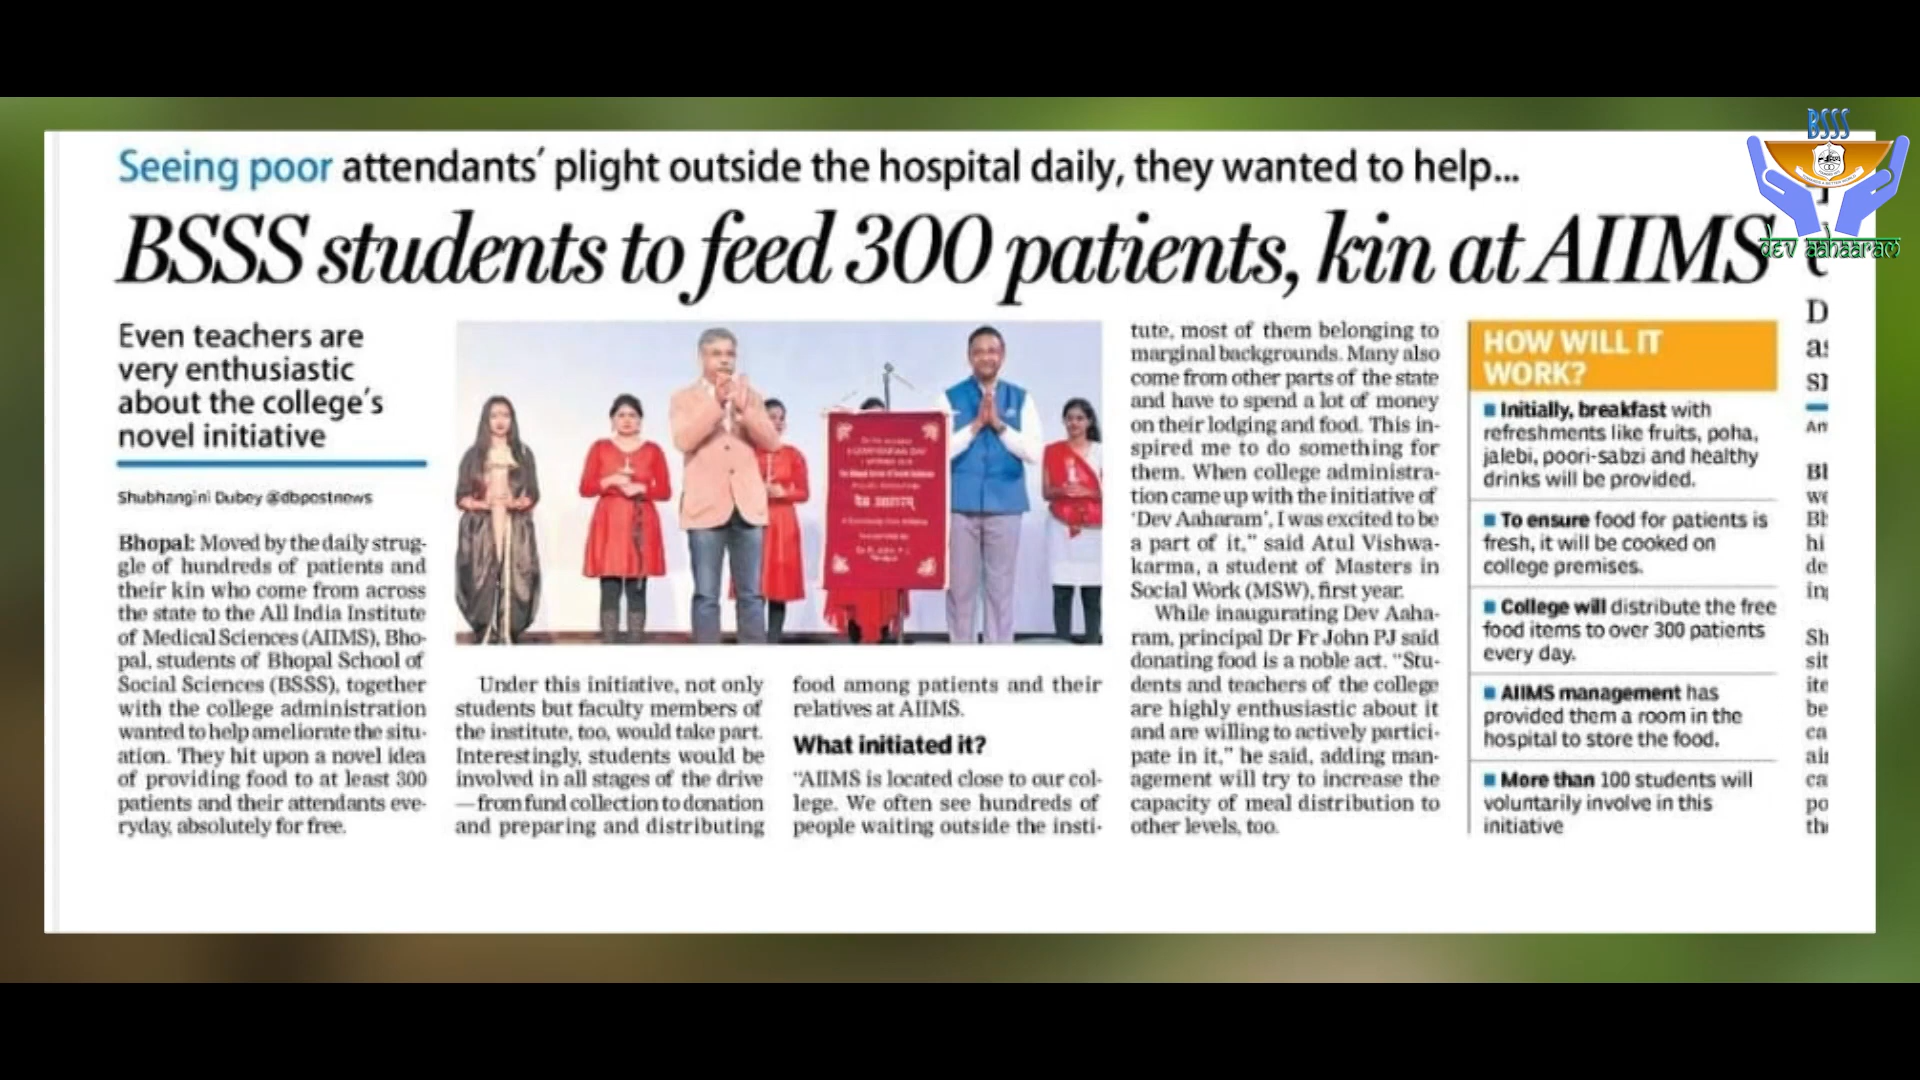 BSSS
dev aahaaram
Seeing poor attendants' plight outside the hospital daily, they wanted to help...
BSSS students to feed 300 patients, kin at AIIMS
Even teachers are
very enthusiastic
about the college's
novel initiative
Shubhangini Dubey @dbpostnews
Bhopal: Moved by the daily strug-
gle of hundreds of patients and
their kin who come from across
the state to the All India Institute
of Medical Sciences (AIIMS), Bho-
pal, students of Bhopal School of
Social Sciences (BSSS), together
with the college administration
wanted to help ameliorate the situ-
ation. They hit upon a novel idea
of providing food to at least 300
patients and their attendants eve-
ryday, absolutely for free.
Under this initiative, not only
students but faculty members of
the institute, too, would take part.
Interestingly, students would be
involved in all stages of the drive
—from fund collection to donation
and preparing and distributing
food among patients and their
relatives at AIIMS.
What initiated it?
"AIIMS is located close to our col-
lege. We often see hundreds of
people waiting outside the insti-
tute, most of them belonging to
marginal backgrounds. Many also
come from other parts of the state
and have to spend a lot of money
on their lodging and food. This in-
spired me to do something for
them. When college administra-
tion came up with the initiative of
'Dev Aaharam', I was excited to be
a part of it," said Atul Vishwa-
karma, a student of Masters in
Social Work (MSW), first year.
While inaugurating Dev Aaha-
ram, principal Dr Fr John PJ said
donating food is a noble act. "Stu-
dents and teachers of the college
are highly enthusiastic about it
and are willing to actively partici-
pate in it," he said, adding man-
agement will try to increase the
capacity of meal distribution to
other levels, too.
HOW WILL IT
WORK?
Initially, breakfast with
refreshments like fruits, poha,
jalebi, poori-sabzi and healthy
drinks will be provided.
To ensure food for patients is
fresh, it will be cooked on
college premises.
College will distribute the free
food items to over 300 patients
every day.
AIIMS management has
provided them a room in the
hospital to store the food.
More than 100 students will
voluntarily involve in this
initiative